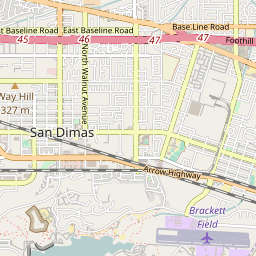 Base Line Road
East Baseline Road
East Baseline Road
45
46
47
47
Foothill
North Walnut Avenue
Way Hill
327 m
San Dimas
Arrow Highway
Brackett
Field